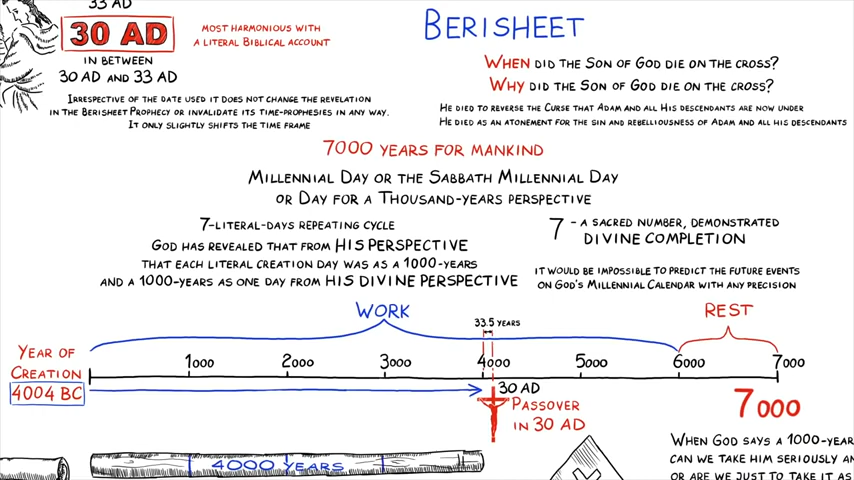 33 AD
30 AD
IN BETWEEN
30 AD AND 33 AD
MOST HARMONIOUS WITH
A LITERAL BIBLICAL ACCOUNT
IRRESPECTIVE OF THE DATE USED IT DOES NOT CHANGE THE REVELATION
IN THE BERISHEET PROPHECY OR INVALIDATE ITS TIME-PROPHESIES IN ANY WAY.
IT ONLY SLIGHTLY SHIFTS THE TIME FRAME
BERISHEET
WHEN DID THE SON OF GOD DIE ON THE CROSS?
WHY DID THE SON OF GOD DIE ON THE CROSS?
HE DIED TO REVERSE THE CURSE THAT ADAM AND ALL HIS DESCENDANTS ARE NOW UNDER
HE DIED AS AN ATONEMENT FOR THE SIN AND REBELLIOUSNESS OF ADAM AND ALL HIS DESCENDANTS
7000 YEARS FOR MANKIND
MILLENNIAL DAY OR THE SABBATH MILLENNIAL DAY
OR DAY FOR A THOUSAND-YEARS PERSPECTIVE
7-LITERAL-DAYS REPEATING CYCLE
GOD HAS REVEALED THAT FROM HIS PERSPECTIVE
THAT EACH LITERAL CREATION DAY WAS AS A 1000-YEARS
AND A 1000-YEARS AS ONE DAY FROM HIS DIVINE PERSPECTIVE
7 - A SACRED NUMBER, DEMONSTRATED
DIVINE COMPLETION
IT WOULD BE IMPOSSIBLE TO PREDICT THE FUTURE EVENTS
ON GOD'S MILLENNIAL CALENDAR WITH ANY PRECISION
WORK
REST
33.5 YEARS
YEAR OF
CREATION
4004 BC
1000 2000 3000 4000 5000 6000 7000
30 AD
PASSOVER
IN 30 AD
7000
4000 YEARS
WHEN GOD SAYS A 1000-YEAR
CAN WE TAKE HIM SERIOUSLY AN
OR ARE WE JUST TO TAKE IT AS